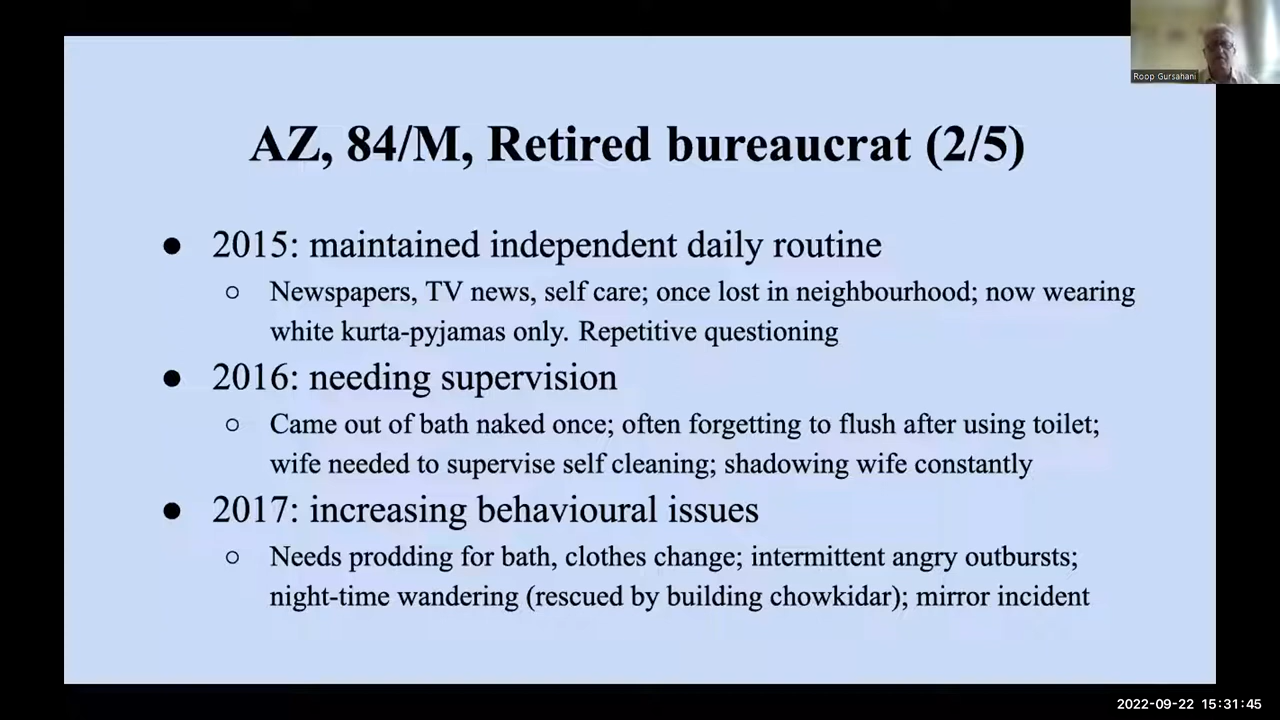 Roop Gursahani
AZ, 84/M, Retired bureaucrat (2/5)
● 2015: maintained independent daily routine
○ Newspapers, TV news, self care; once lost in neighbourhood; now wearing
white kurta-pyjamas only. Repetitive questioning
● 2016: needing supervision
○ Came out of bath naked once; often forgetting to flush after using toilet;
wife needed to supervise self cleaning; shadowing wife constantly
● 2017: increasing behavioural issues
○ Needs prodding for bath, clothes change; intermittent angry outbursts;
night-time wandering (rescued by building chowkidar); mirror incident
2022-09-22 15:31:45